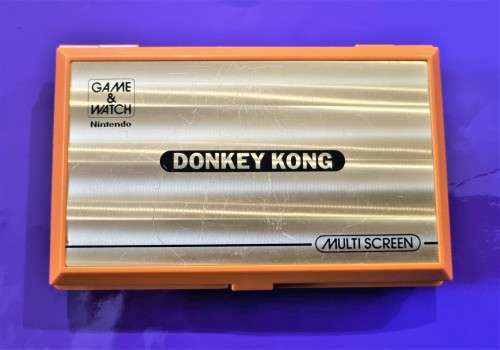 GAME
&
WATCH
Nintendo
DONKEY KONG
MULTI SCREEN